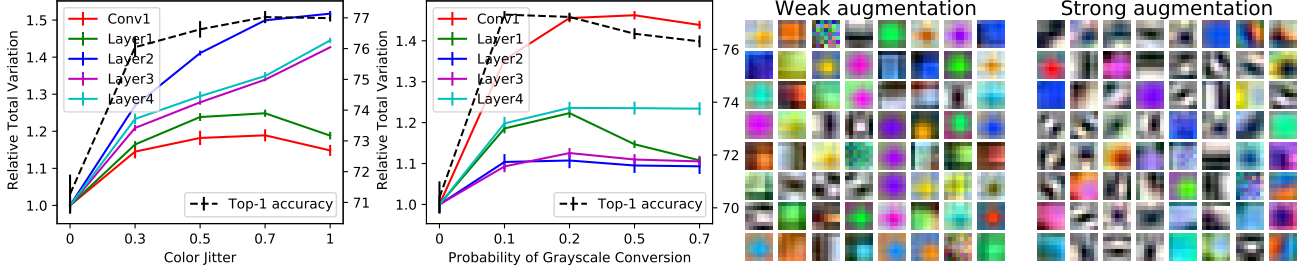 Relative Total Variation
1.5
1.4
1.3
1.2
1.1
1.0
Conv1
Layer1
Layer2
Layer3
Layer4
Top-1 accuracy
77
76
75
74
73
72
71
0 0.3 0.5 0.7 1
Color Jitter
Relative Total Variation
1.4
1.3
1.2
1.1
1.0
Conv1
Layer1
Layer2
Layer3
Layer4
Top-1 accuracy
76
74
72
70
0 0.1 0.2 0.5 0.7
Probability of Grayscale Conversion
Weak augmentation
Strong augmentation